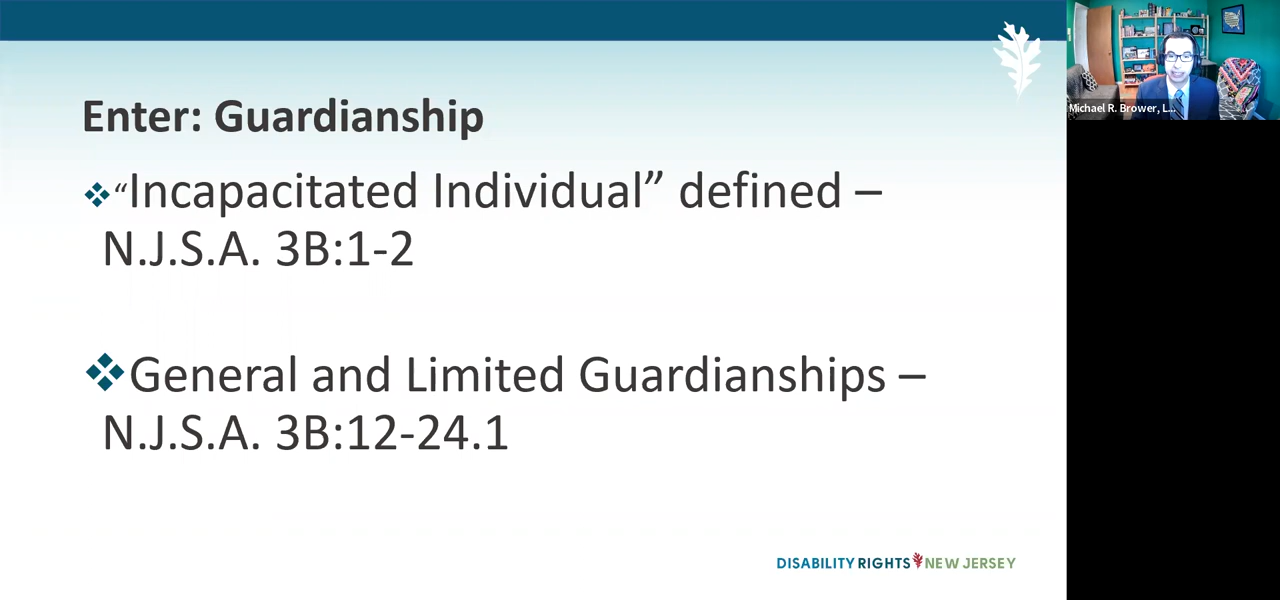 Enter: Guardianship
❖“Incapacitated Individual” defined –
N.J.S.A. 3B:1-2
❖General and Limited Guardianships –
N.J.S.A. 3B:12-24.1
DISABILITY RIGHTS NEW JERSEY
Michael R. Brower, L...